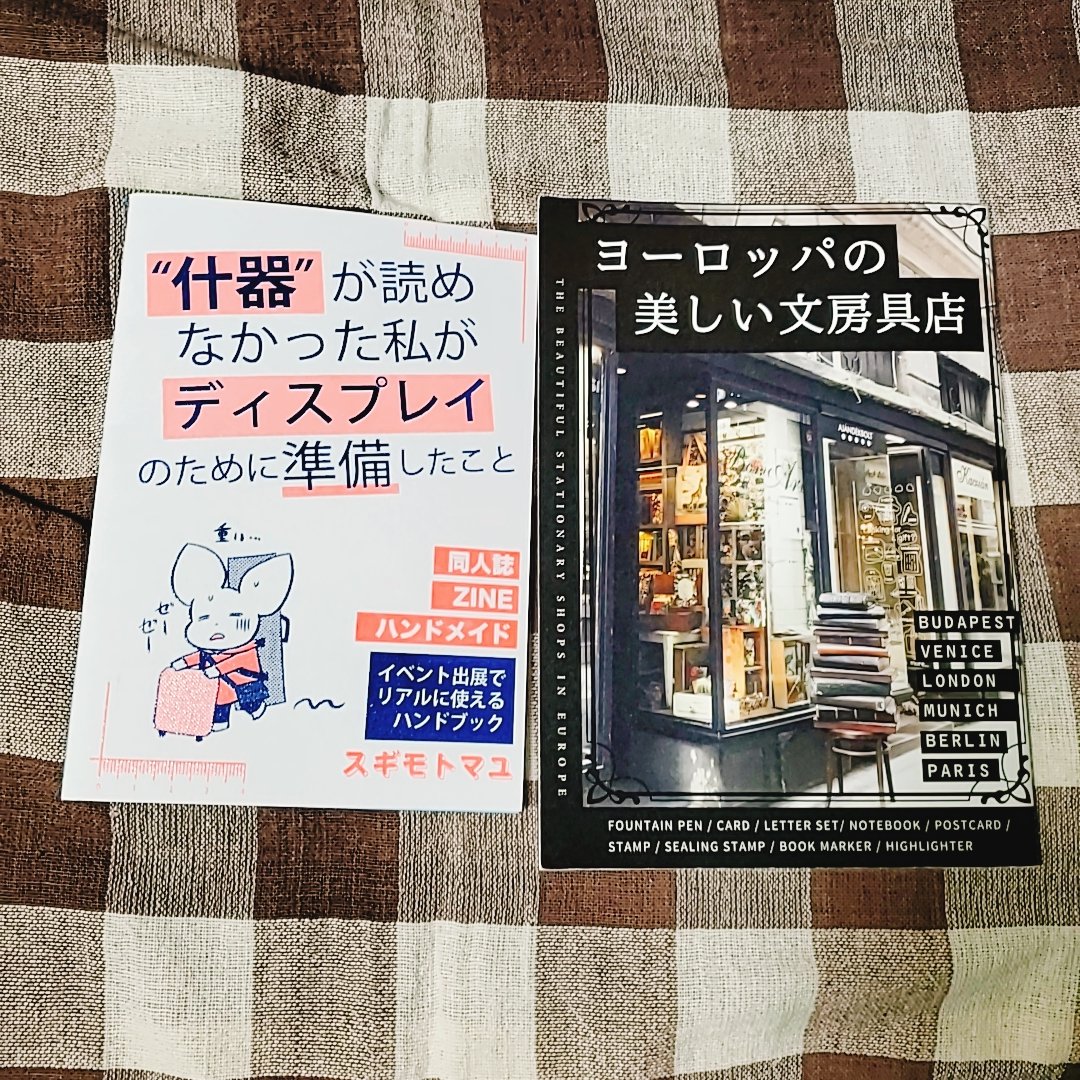 “什器”が読め
なかった私が
ディスプレイ
のために準備したこと
重い…
ゼー
ゼー
同人誌
ZINE
ハンドメイド
イベント出展で
リアルに使える
ハンドブック
スギモトマユ
ヨーロッパの
美しい文房具店
THE BEAUTIFUL STATIONARY SHOPS IN EUROPE
AJÁNDÉKBOLT
BUDAPEST
VENICE
LONDON
MUNICH
BERLIN
PARIS
FOUNTAIN PEN / CARD / LETTER SET/ NOTEBOOK / POSTCARD /
STAMP / SEALING STAMP / BOOK MARKER / HIGHLIGHTER